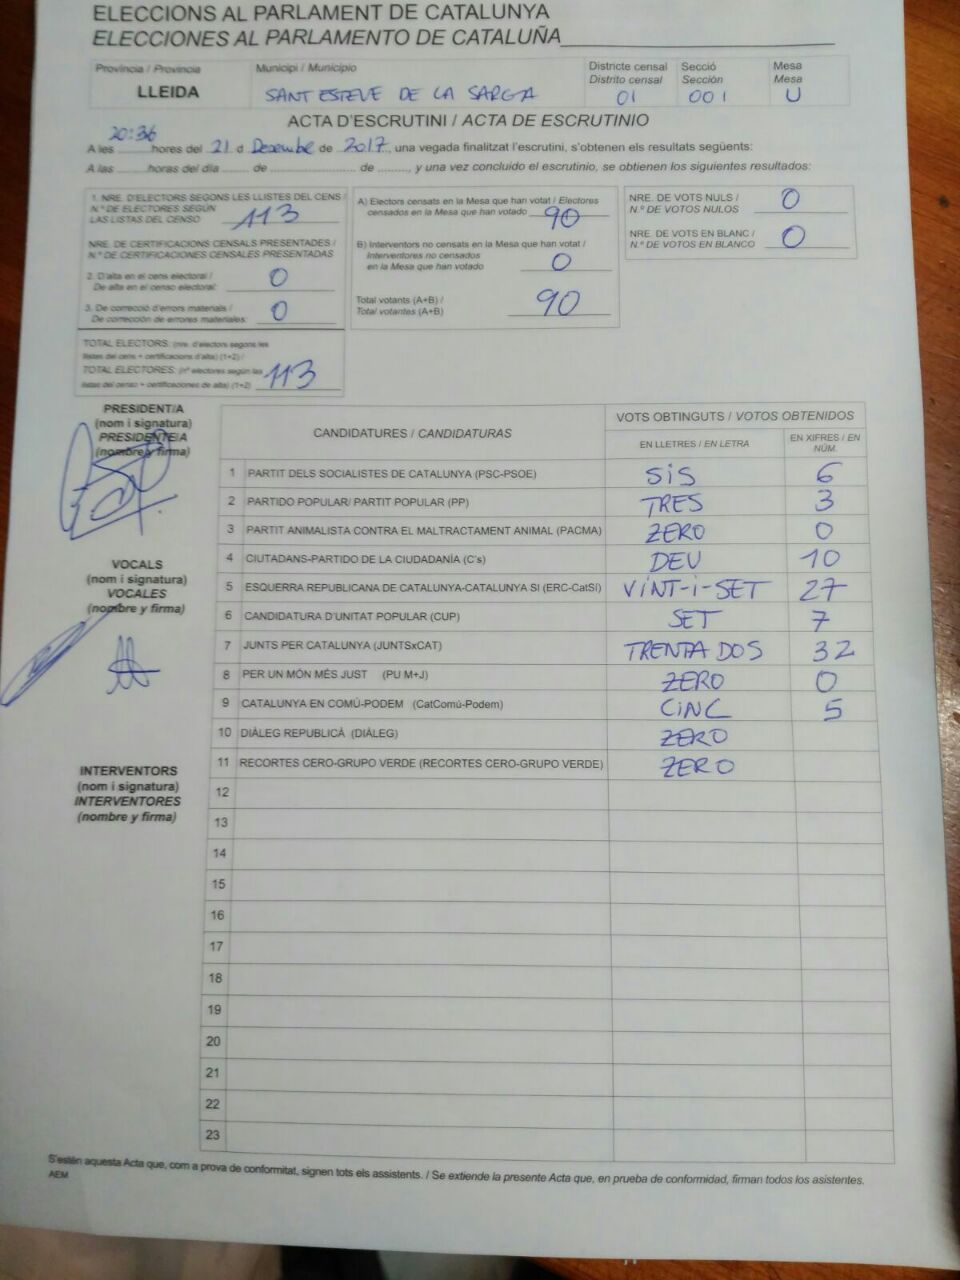 ELECCIONS AL PARLAMENT DE CATALUNYA
ELECCIONES AL PARLAMENTO DE CATALUÑA
Província / Provincia
LLEIDA
Municipi / Municipio
SANT ESTEVE DE LA SARGA
Districte censal
Distrito censal
01
Secció
Sección
001
Mesa
Mesa
U
ACTA D'ESCRUTINI / ACTA DE ESCRUTINIO
20:36
A les ...... hores del 21 d Desembre de 2017, una vegada finalitzat l'escrutini, s'obtenen els resultats següents:
A las ...... horas del día ...... de .................. de ......, y una vez concluido el escrutinio, se obtienen los siguientes resultados:
1. NRE. D'ELECTORS SEGONS LES LLISTES DEL CENS /
N.º DE ELECTORES SEGÚN
LAS LISTAS DEL CENSO 113
NRE. DE CERTIFICACIONS CENSALS PRESENTADES /
N.º DE CERTIFICACIONES CENSALES PRESENTADAS
2. D'alta en el cens electoral /
De alta en el censo electoral: 0
3. De correcció d'errors materials /
De corrección de errores materiales: 0
TOTAL ELECTORS: (nre. d'electors segons les
llistes del cens + certificacions d'alta) (1+2) /
TOTAL ELECTORES: (nº electores según las
listas del censo + certificaciones de alta) (1+2) 113
A) Electors censats en la Mesa que han votat / Electores
censados en la Mesa que han votado 90
B) Interventors no censats en la Mesa que han votat /
Interventores no censados
en la Mesa que han votado 0
Total votants (A+B) /
Total votantes (A+B) 90
NRE. DE VOTS NULS /
N.º DE VOTOS NULOS 0
NRE. DE VOTS EN BLANC /
N.º DE VOTOS EN BLANCO 0
PRESIDENT/A
(nom i signatura)
PRESIDENTE/A
(nombre y firma)
VOCALS
(nom i signatura)
VOCALES
(nombre y firma)
INTERVENTORS
(nom i signatura)
INTERVENTORES
(nombre y firma)
CANDIDATURES / CANDIDATURAS
VOTS OBTINGUTS / VOTOS OBTENIDOS
EN LLETRES / EN LETRA
EN XIFRES / EN
NÚM.
1 PARTIT DELS SOCIALISTES DE CATALUNYA (PSC-PSOE) SiS 6
2 PARTIDO POPULAR/ PARTIT POPULAR (PP) TRES 3
3 PARTIT ANIMALISTA CONTRA EL MALTRACTAMENT ANIMAL (PACMA) ZERO 0
4 CIUTADANS-PARTIDO DE LA CIUDADANÍA (C's) DEU 10
5 ESQUERRA REPUBLICANA DE CATALUNYA-CATALUNYA SÍ (ERC-CatSí) ViNT-i-SET 27
6 CANDIDATURA D'UNITAT POPULAR (CUP) SET 7
7 JUNTS PER CATALUNYA (JUNTSxCAT) TRENTA DOS 32
8 PER UN MÓN MÉS JUST (PU M+J) ZERO 0
9 CATALUNYA EN COMÚ-PODEM (CatComú-Podem) CiNC 5
10 DIÀLEG REPUBLICÀ (DIÀLEG) ZERO
11 RECORTES CERO-GRUPO VERDE (RECORTES CERO-GRUPO VERDE) ZERO
12
13
14
15
16
17
18
19
20
21
22
23
S'estén aquesta Acta que, com a prova de conformitat, signen tots els assistents. / Se extiende la presente Acta que, en prueba de conformidad, firman todos los asistentes.
AEM